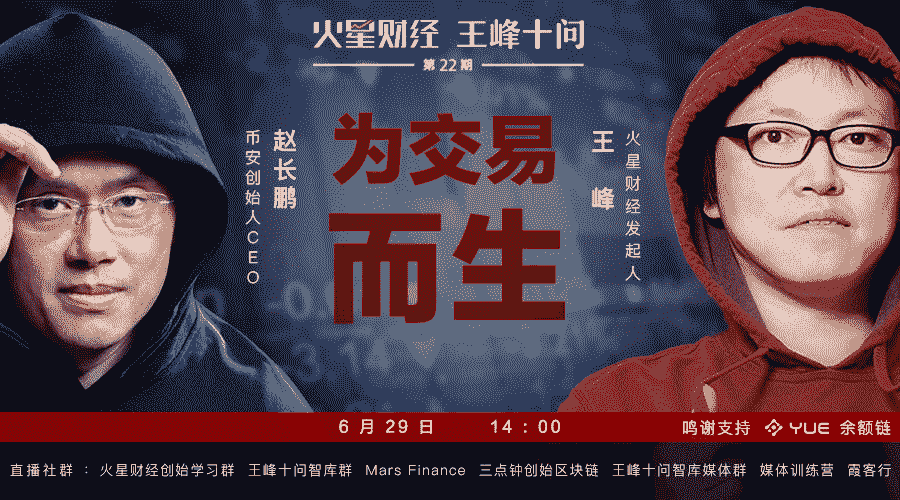 火星财经 王峰十问
第22期
为交易
而生
赵长鹏
币安创始人CEO
王峰
火星财经发起人
6月29日 14:00
鸣谢支持 YUE 余额链
直播社群：火星财经创始学习群 王峰十问智库群 Mars Finance 三点钟创始区块链 王峰十问智库媒体群 媒体训练营 霞客行